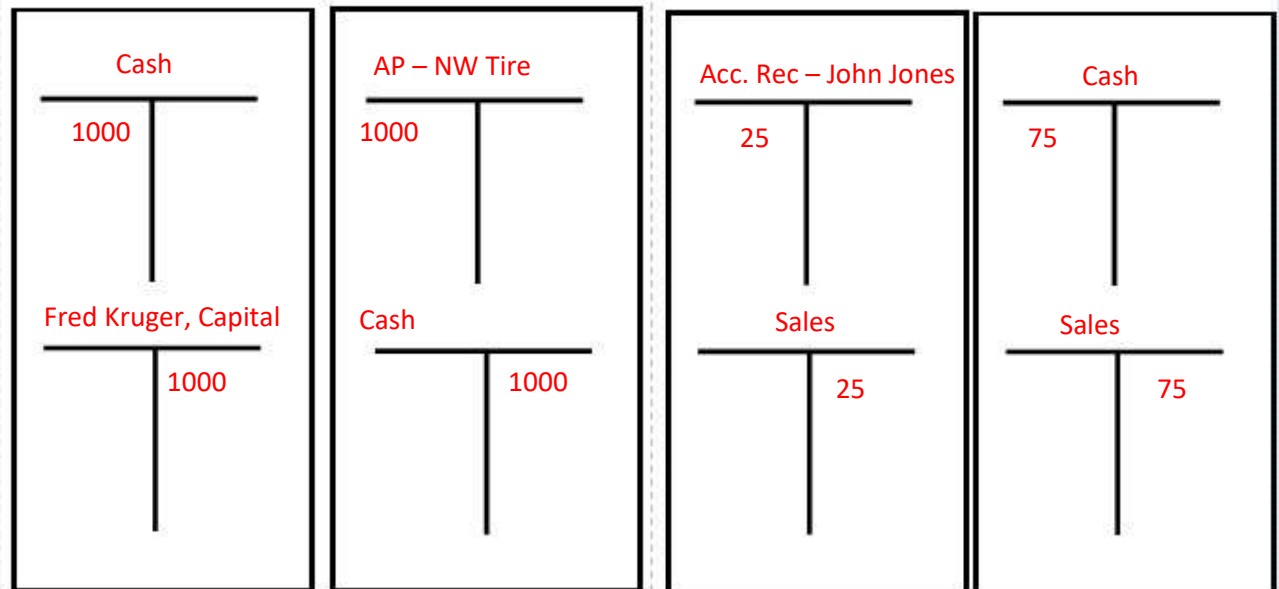 Cash
1000
Fred Kruger, Capital
1000
AP – NW Tire
1000
Cash
1000
Acc. Rec – John Jones
25
Sales
25
Cash
75
Sales
75